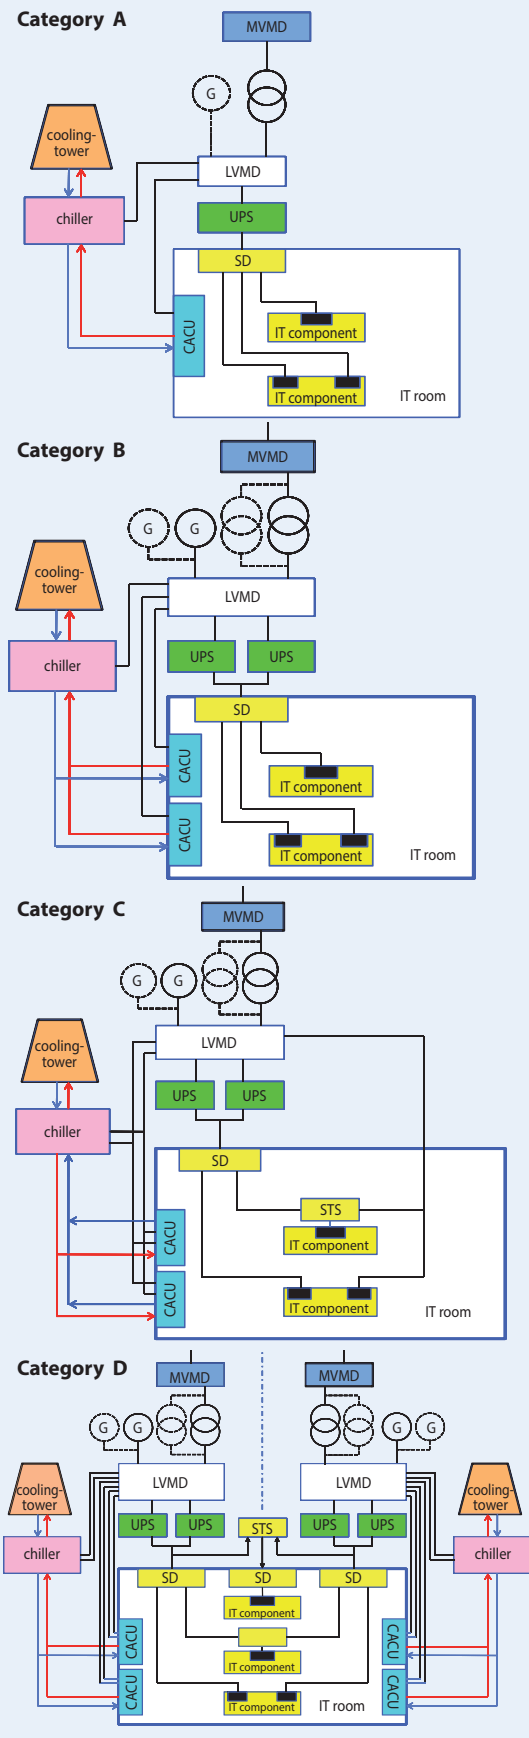 Category A
MVMD
G
cooling-
tower
LVMD
chiller
UPS
SD
CACU
IT component
IT component
IT room
Category B
MVMD
G
G
cooling-
tower
LVMD
chiller
UPS
UPS
SD
CACU
IT component
CACU
IT component
IT room
Category C
MVMD
G
G
cooling-
tower
LVMD
chiller
UPS
UPS
SD
STS
CACU
IT component
CACU
IT component
IT room
Category D
MVMD
MVMD
G
G
G
G
cooling-
tower
LVMD
LVMD
cooling-
tower
chiller
UPS
UPS
STS
UPS
UPS
chiller
SD
SD
SD
IT component
CACU
CACU
IT component
CACU
CACU
IT component
IT room